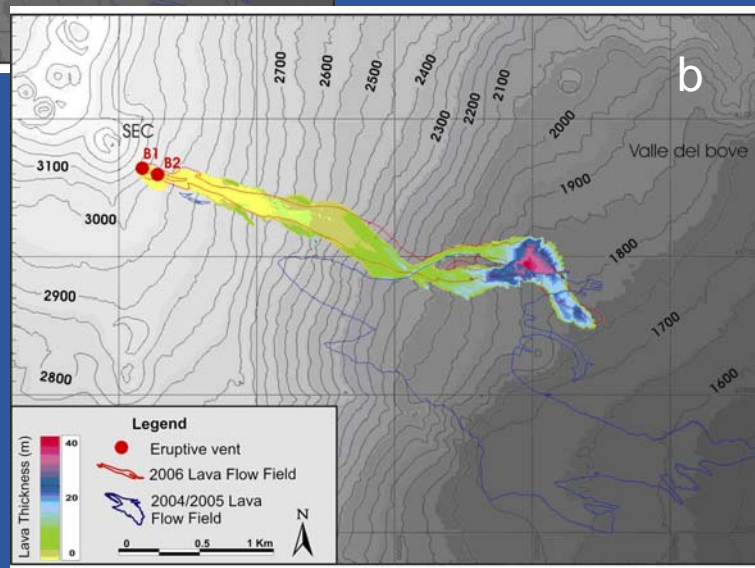 b
2700
2600
2500
2400
2300
2200
2100
2000
1900
1800
1700
1600
Valle del bove
SEC
B1
B2
3100
3000
2900
2800
Legend
Eruptive vent
2006 Lava Flow Field
2004/2005 Lava
Flow Field
Lava Thickness (m)
40
20
0
N
0 0.5 1 Km